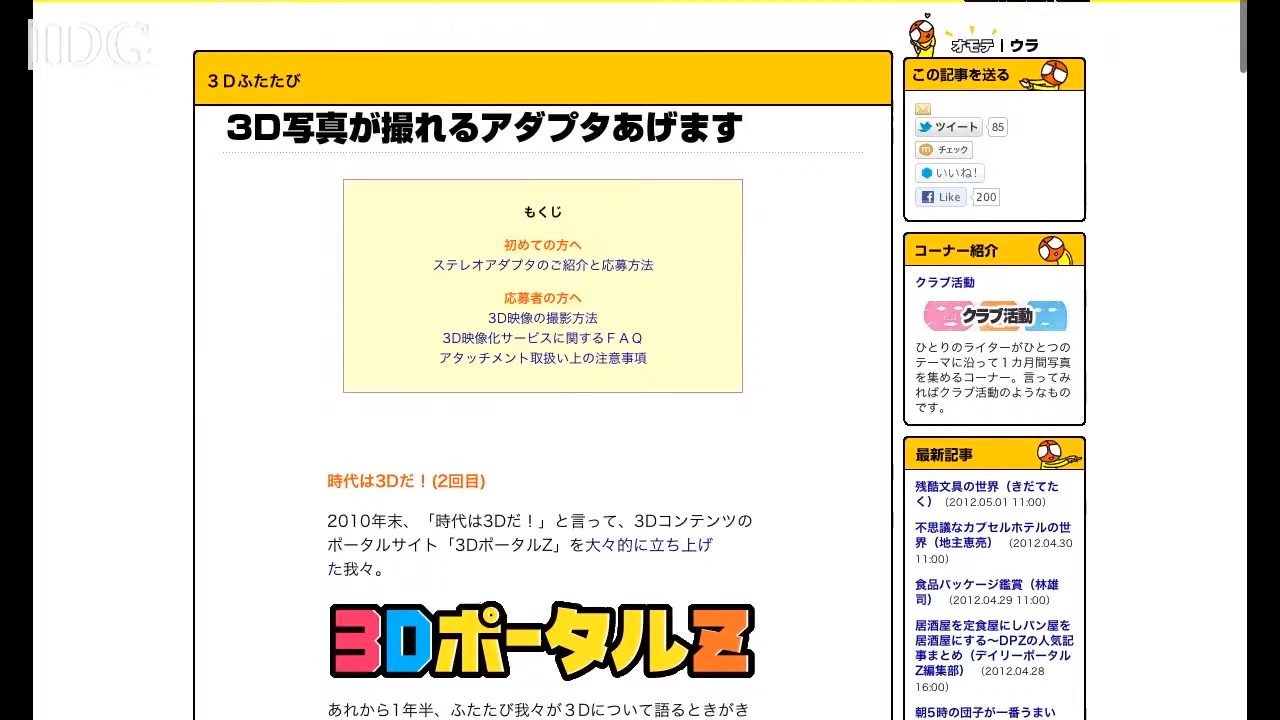 IDG
オモテ | ウラ
３Dふたたび
3D写真が撮れるアダプタあげます
もくじ
初めての方へ
ステレオアダプタのご紹介と応募方法
応募者の方へ
3D映像の撮影方法
3D映像化サービスに関するＦＡＱ
アタッチメント取扱い上の注意事項
時代は3Dだ！(2回目)
2010年末、「時代は3Dだ！」と言って、3Dコンテンツの
ポータルサイト「3DポータルZ」を大々的に立ち上げ
た我々。
3DポータルZ
あれから1年半、ふたたび我々が３Dについて語るときがき
この記事を送る
ツイート 85
チェック
いいね!
Like 200
コーナー紹介
クラブ活動
クラブ活動
ひとりのライターがひとつの
テーマに沿って１カ月間写真
を集めるコーナー。言ってみ
ればクラブ活動のようなもの
です。
最新記事
残酷文具の世界（きだてた
く）（2012.05.01 11:00）
不思議なカプセルホテルの世
界（地主恵亮）（2012.04.30
11:00）
食品パッケージ鑑賞（林雄
司）（2012.04.29 11:00）
居酒屋を定食屋にしパン屋を
居酒屋にする〜DPZの人気記
事まとめ（デイリーポータル
Z編集部）（2012.04.28
16:00）
朝5時の団子が一番うまい